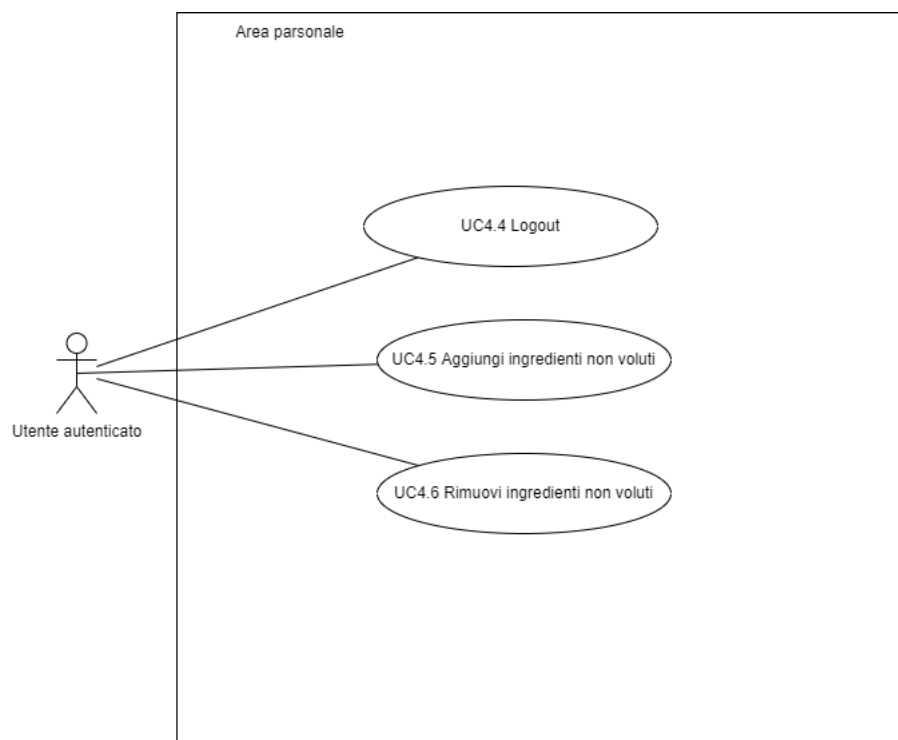 Area parsonale
UC4.4 Logout
UC4.5 Aggiungi ingredienti non voluti
Utente autenticato
UC4.6 Rimuovi ingredienti non voluti